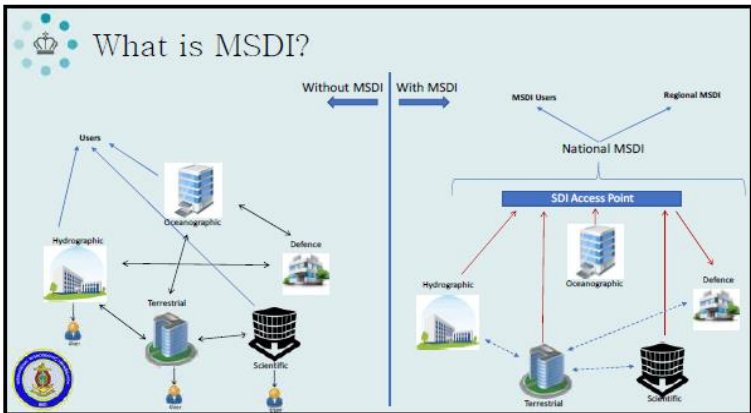 What is MSDI?
Without MSDI
With MSDI
Users
Oceanographic
Hydrographic
Defence
Terrestrial
User
Scientific
User
User
MSDI Users
Regional MSDI
National MSDI
SDI Access Point
Oceanographic
Hydrographic
Defence
Terrestrial
Scientific